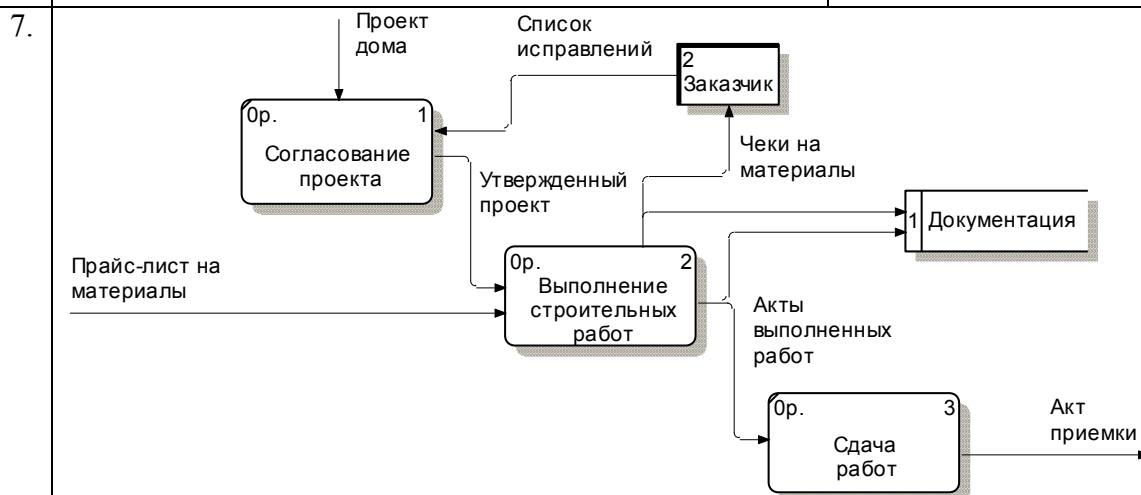 7.
Проект
дома
Список
исправлений
2
Заказчик
0р. 1
Согласование
проекта
Чеки на
материалы
Утвержденный
проект
1 Документация
Прайс-лист на
материалы
0р. 2
Выполнение
строительных
работ
Акты
выполненных
работ
0р. 3
Сдача
работ
Акт
приемки